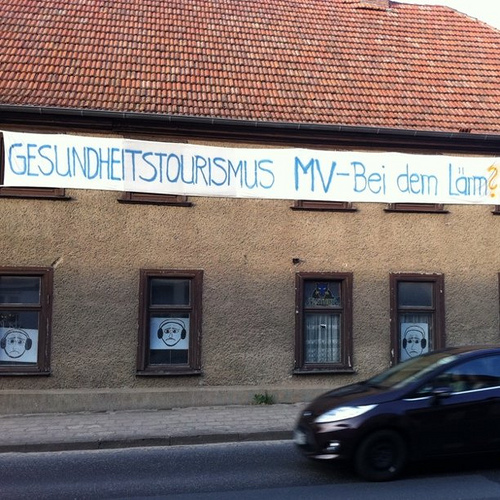 GESUNDHEITSTOURISMUS MV-Bei dem Lärm?